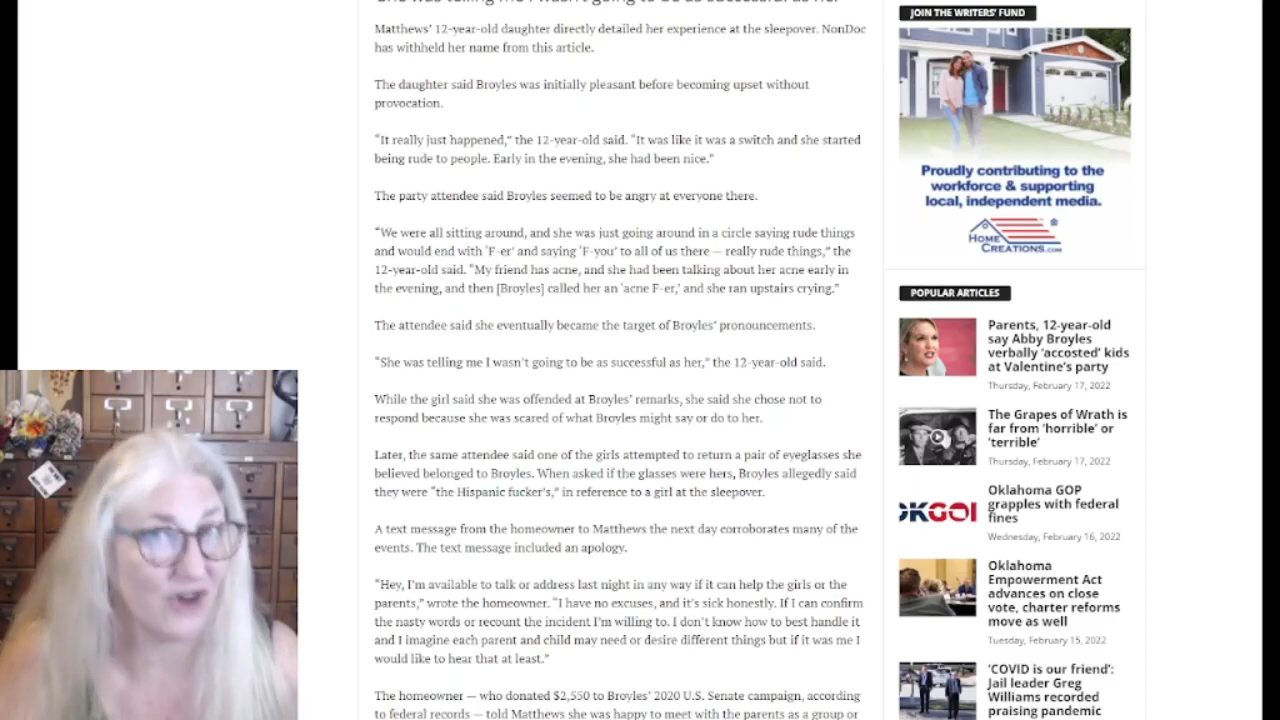 Matthews' 12-year-old daughter directly detailed her experience at the sleepover. NonDoc
has withheld her name from this article.
The daughter said Broyles was initially pleasant before becoming upset without
provocation.
“It really just happened,” the 12-year-old said. “It was like it was a switch and she started
being rude to people. Early in the evening, she had been nice.”
The party attendee said Broyles seemed to be angry at everyone there.
“We were all sitting around, and she was just going around in a circle saying rude things
and would end with ‘F-er’ and saying ‘F-you’ to all of us there — really rude things,” the
12-year-old said. “My friend has acne, and she had been talking about her acne early in
the evening, and then [Broyles] called her an ‘acne F-er,’ and she ran upstairs crying.”
The attendee said she eventually became the target of Broyles’ pronouncements.
“She was telling me I wasn’t going to be as successful as her,” the 12-year-old said.
While the girl said she was offended at Broyles’ remarks, she said she chose not to
respond because she was scared of what Broyles might say or do to her.
Later, the same attendee said one of the girls attempted to return a pair of eyeglasses she
believed belonged to Broyles. When asked if the glasses were hers, Broyles allegedly said
they were “the Hispanic fucker’s,” in reference to a girl at the sleepover.
A text message from the homeowner to Matthews the next day corroborates many of the
events. The text message included an apology.
“Hey, I’m available to talk or address last night in any way if it can help the girls or the
parents,” wrote the homeowner. “I have no excuses, and it’s sick honestly. If I can confirm
the nasty words or recount the incident I’m willing to. I don’t know how to best handle it
and I imagine each parent and child may need or desire different things but if it was me I
would like to hear that at least.”
The homeowner — who donated $2,550 to Broyles’ 2020 U.S. Senate campaign, according
to federal records — told Matthews she was happy to meet with the parents as a group or
JOIN THE WRITERS’ FUND
Proudly contributing to the
workforce & supporting
local, independent media.
HOME
CREATIONS.COM
POPULAR ARTICLES
Parents, 12-year-old
say Abby Broyles
verbally ‘accosted’ kids
at Valentine’s party
Thursday, February 17, 2022
The Grapes of Wrath is
far from ‘horrible’ or
‘terrible’
Thursday, February 17, 2022
OKGOP
Oklahoma GOP
grapples with federal
fines
Wednesday, February 16, 2022
Oklahoma
Empowerment Act
advances on close
vote, charter reforms
move as well
Tuesday, February 15, 2022
‘COVID is our friend’:
Jail leader Greg
Williams recorded
praising pandemic